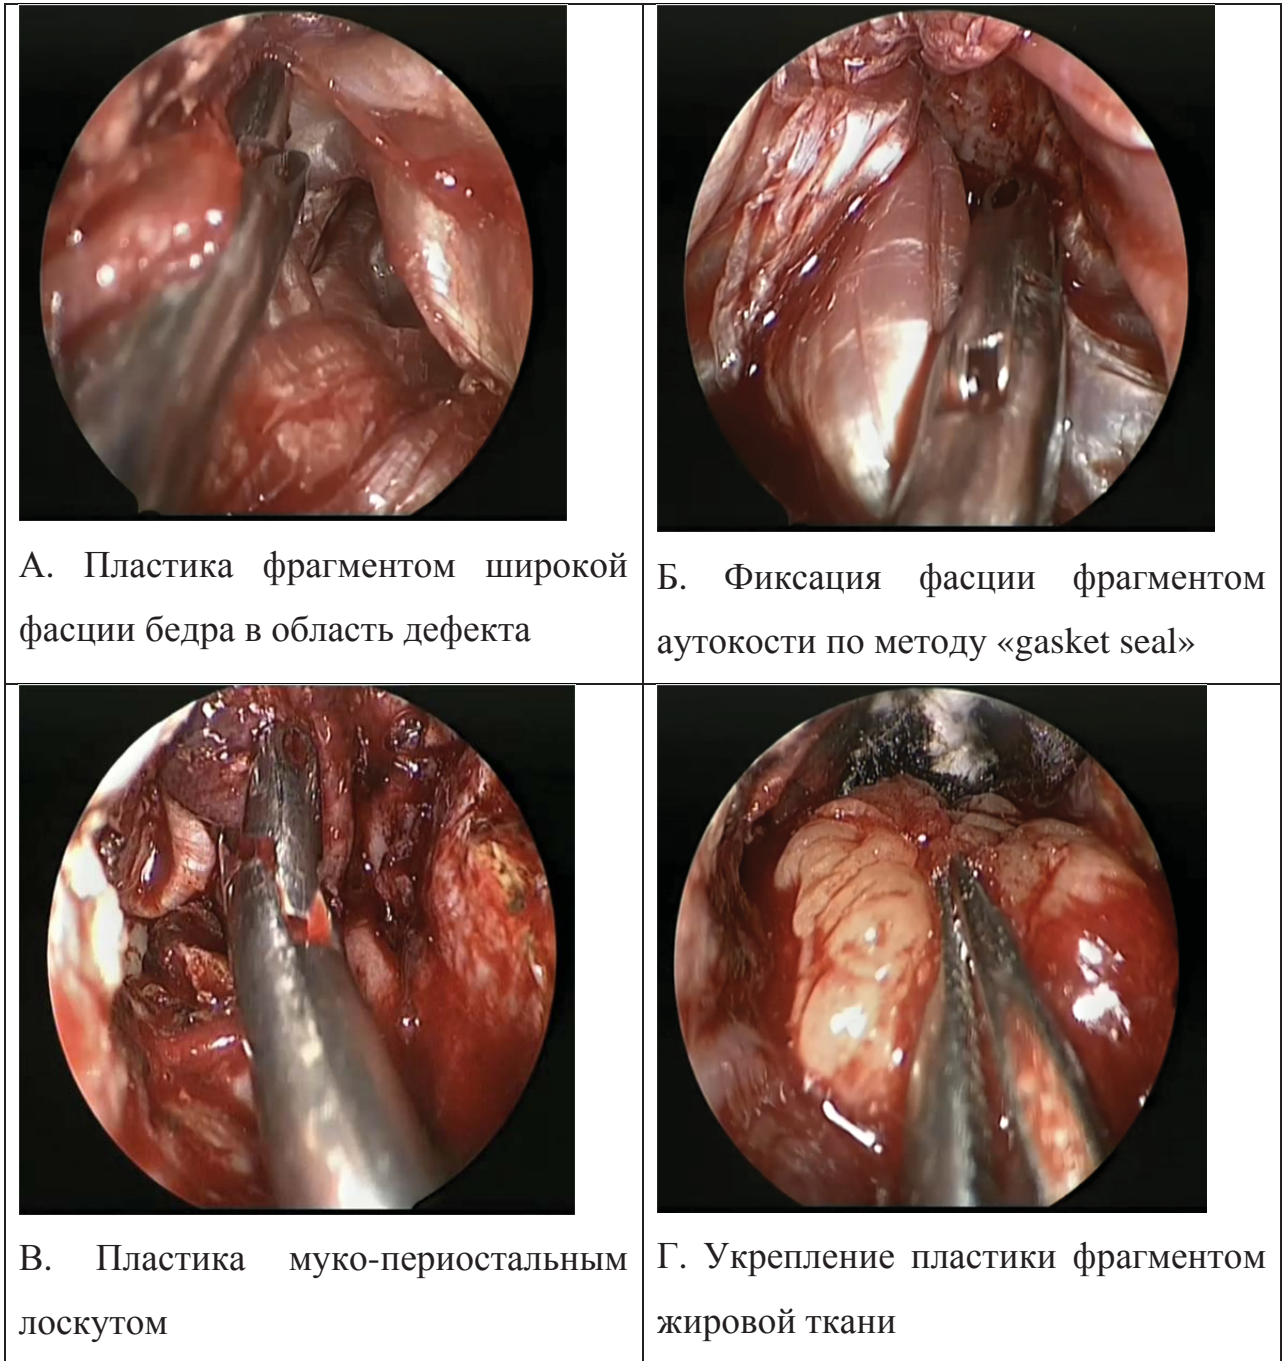 А. Пластика фрагментом широкой
фасции бедра в область дефекта
Б. Фиксация фасции фрагментом
аутокости по методу «gasket seal»
В. Пластика муко-периостальным
лоскутом
Г. Укрепление пластики фрагментом
жировой ткани